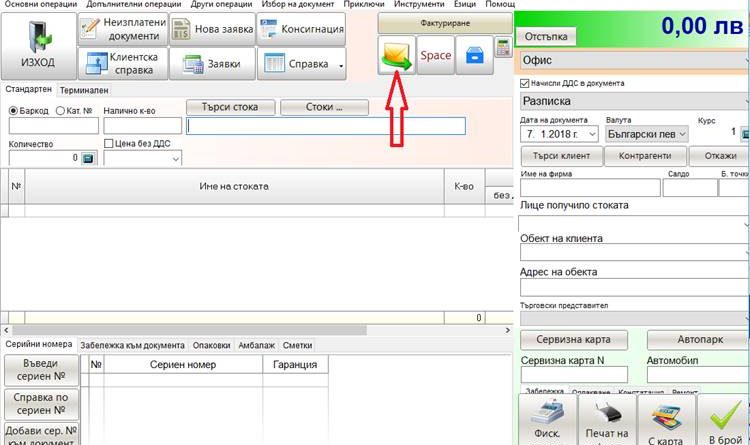 Основни операции Допълнителни операции Други операции Избор на документ Приключи Инструменти Езици Помощ
ИЗХОД
Неизплатени документи
Нова заявка
Консигнация
Клиентска справка
Заявки
Справка
Фактуриране
Space
Стандартен Терминален
Баркод Кат. № Налично к-во
Търси стока Стоки ...
Количество Цена без ДДС
0
№ Име на стоката К-во
без
0
Серийни номера Забележка към документа Опаковки Амбалаж Сметки
Въведи сериен №
Справка по сериен №
Добави сер. № към документ
№ Сериен номер Гаранция
0,00 лв
Отстъпка
Офис
Начисли ДДС в документа
Разписка
Дата на документа Валута Курс
7. 1.2018 г. Български лев 1
Търси клиент Контрагенти Откажи
Име на фирма Салдо Б. точки
Лице получило стоката
Обект на клиента
Адрес на обекта
Търговски представител
Сервизна карта Автопарк
Сервизна карта N Автомобил
Забележка Оплакване Констатация Ремонт
Фиск.
Печат на
С карта
В брой